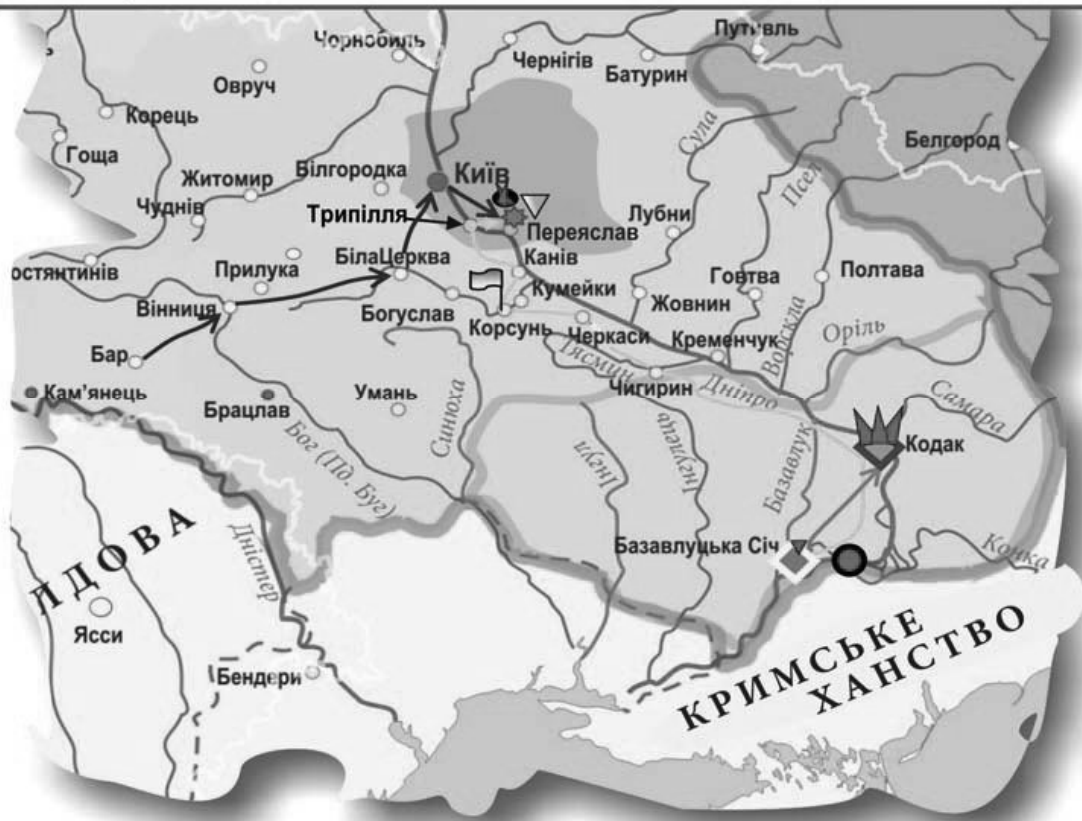 Чорнобиль
Чернігів
Путивль
Батурин
Овруч
Корець
Гоща
Білгородка
Житомир
Чуднів
Київ
Сула
Псел
Белгород
Трипілля
Переяслав
Лубни
остянтинів
Прилука
БілаЦерква
Канів
Говтва
Полтава
Вінниця
Богуслав
Корсунь
Кумейки
Жовнин
Черкаси
Кременчук
Ворскла
Оріль
Бар
Тясмин
Чигирин
Дніпро
Кам’янець
Брацлав
Умань
Синюха
Самара
Кодак
Бог (Пд. Буг)
Інгул
Інгулець
Базавлук
Базавлуцька Січ
Конка
ЛДОВА
Дністер
Ясси
Бендери
КРИМСЬКЕ
ХАНСТВО